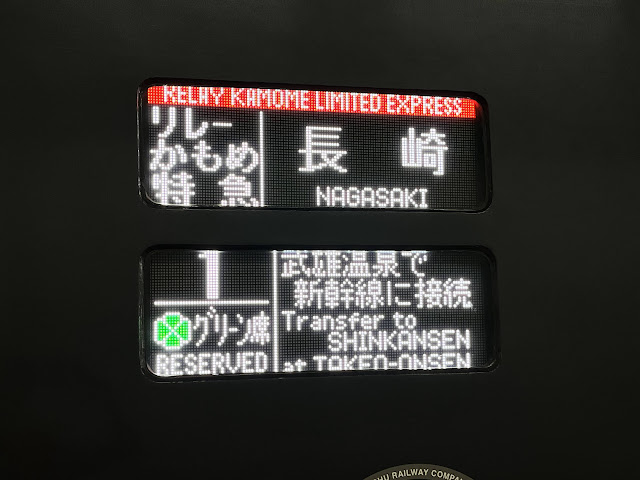 RELAY KAMOME LIMITED EXPRESS
リレー
かもめ
特急
長崎
NAGASAKI
1
グリーン席
RESERVED
武雄温泉で
新幹線に接続
Transfer to
SHINKANSEN
at TAKEO-ONSEN
RAILWAY COMPA